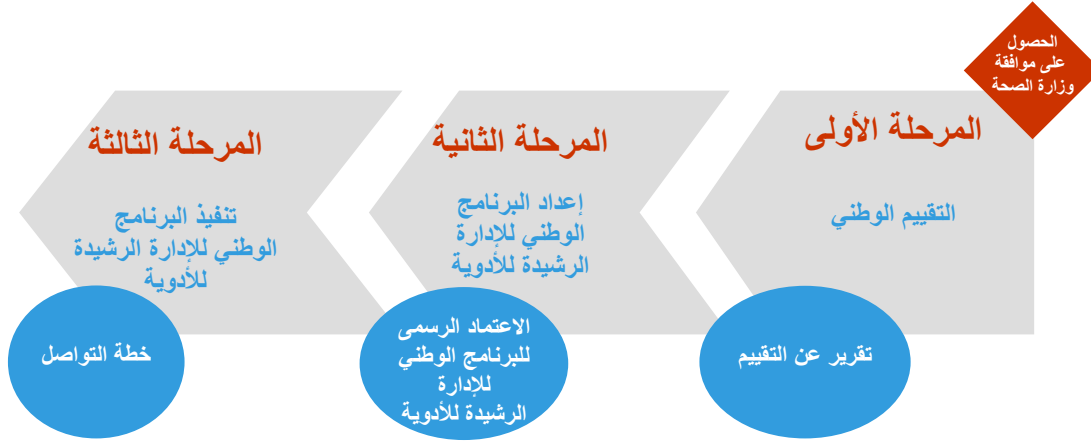 الحصول
على موافقة
وزارة الصحة
المرحلة الأولى
التقييم الوطني
تقرير عن التقييم
المرحلة الثانية
إعداد البرنامج
الوطني للإدارة
الرشيدة للأدوية
الاعتماد الرسمى
للبرنامج الوطني
للإدارة
الرشيدة للأدوية
المرحلة الثالثة
تنفيذ البرنامج
الوطني للإدارة الرشيدة
للأدوية
خطة التواصل